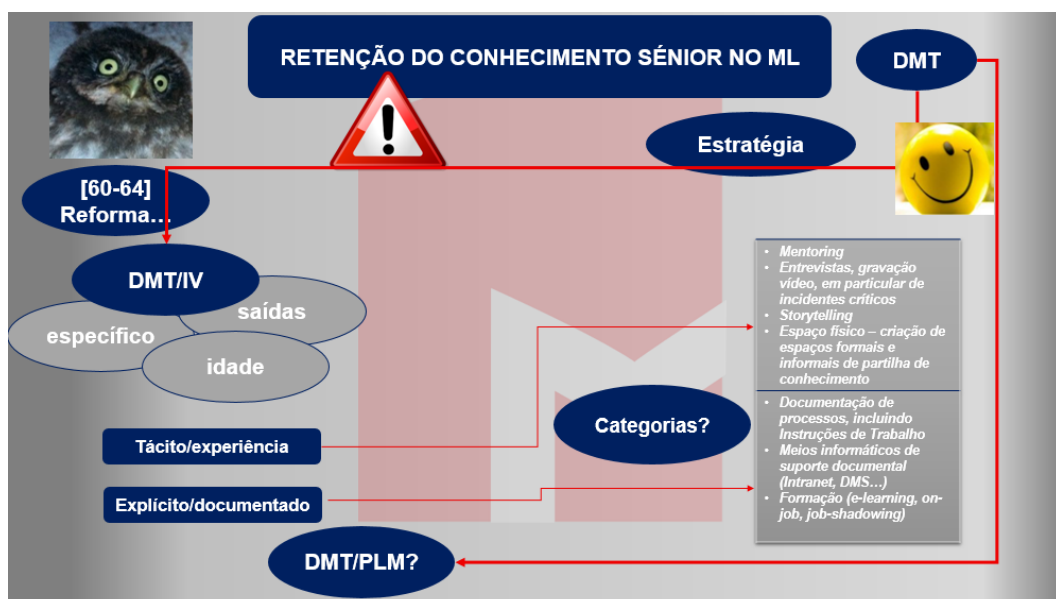 RETENÇÃO DO CONHECIMENTO SÉNIOR NO ML
DMT
Estratégia
[60-64]
Reforma...
DMT/IV
saídas
específico
idade
• Mentoring
• Entrevistas, gravação
vídeo, em particular de
incidentes críticos
• Storytelling
• Espaço físico – criação de
espaços formais e
informais de partilha de
conhecimento
Categorias?
• Documentação de
processos, incluindo
Instruções de Trabalho
• Meios informáticos de
suporte documental
(Intranet, DMS...)
• Formação (e-learning, on-
job, job-shadowing)
Tácito/experiência
Explícito/documentado
DMT/PLM?